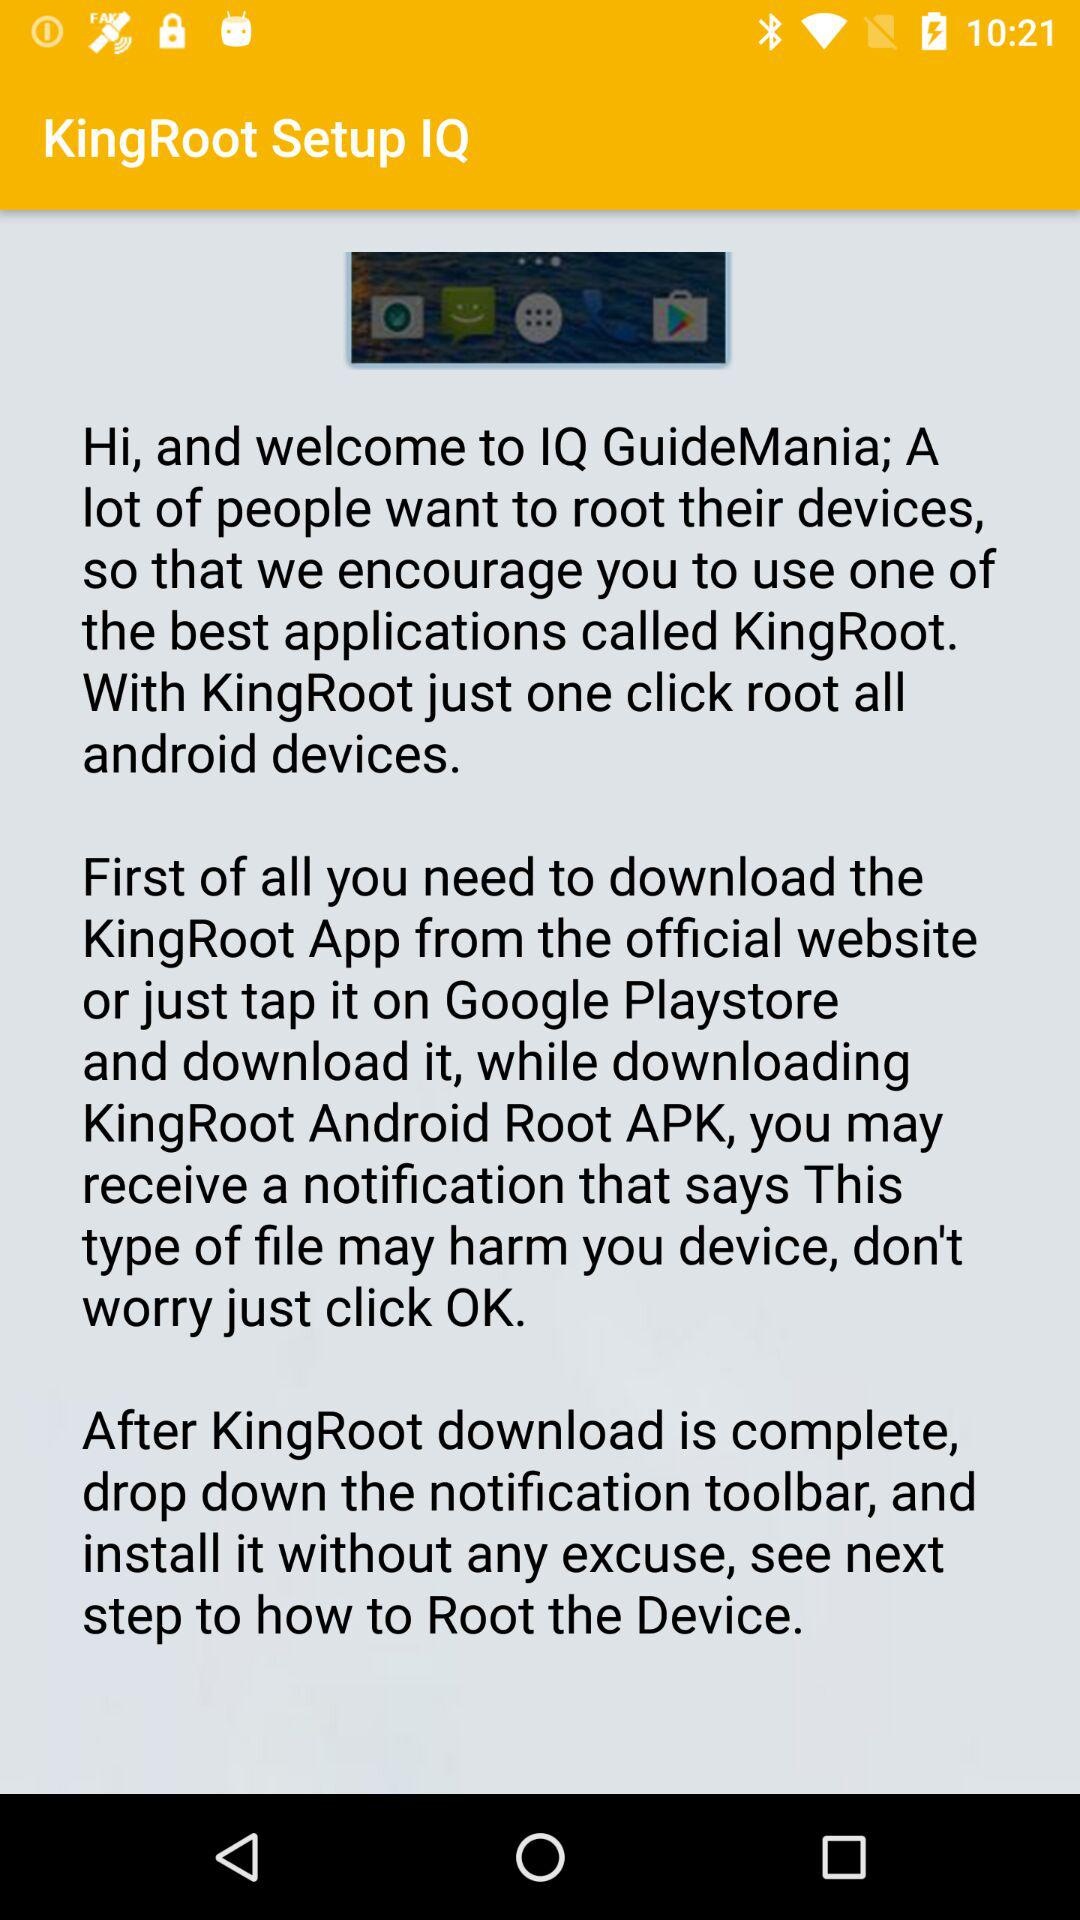 FAKE
10:21
KingRoot Setup IQ
Hi, and welcome to IQ GuideMania; A
lot of people want to root their devices,
so that we encourage you to use one of
the best applications called KingRoot.
With KingRoot just one click root all
android devices.
First of all you need to download the
KingRoot App from the official website
or just tap it on Google Playstore
and download it, while downloading
KingRoot Android Root APK, you may
receive a notification that says This
type of file may harm you device, don't
worry just click OK.
After KingRoot download is complete,
drop down the notification toolbar, and
install it without any excuse, see next
step to how to Root the Device.